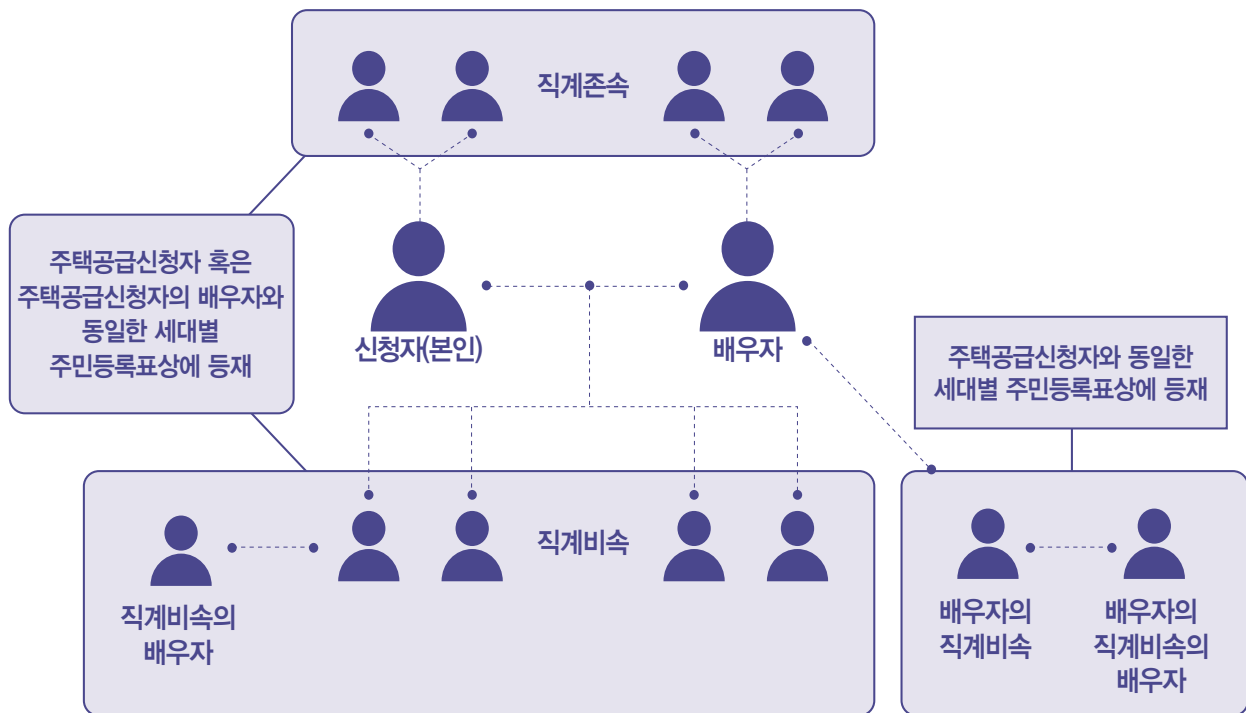 직계존속
주택공급신청자 혹은
주택공급신청자의 배우자와
동일한 세대별
주민등록표상에 등재
신청자(본인)
배우자
주택공급신청자와 동일한
세대별 주민등록표상에 등재
직계비속
직계비속의
배우자
배우자의
직계비속
배우자의
직계비속의
배우자